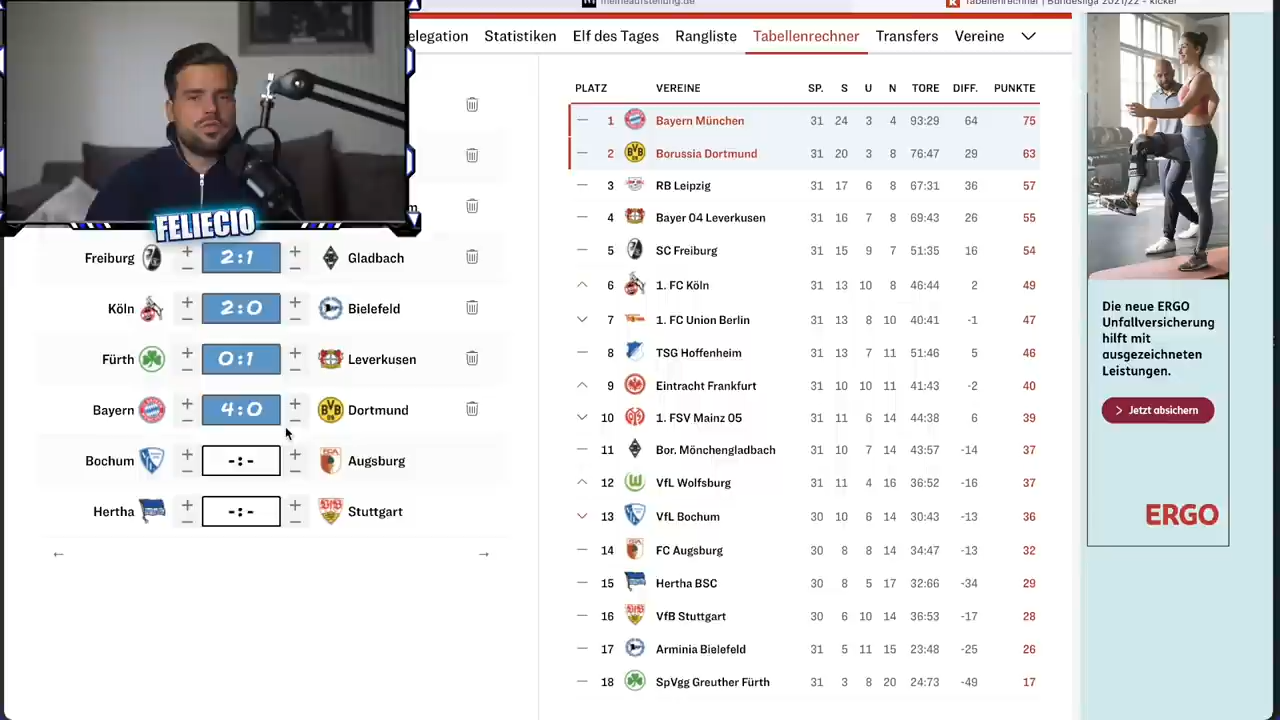 meineaufstellung.de
Tabellenrechner | Bundesliga 2021/22 - kicker
elegation Statistiken Elf des Tages Rangliste Tabellenrechner Transfers Vereine
FELIECIO
Freiburg + − 2:1 + − Gladbach
Köln + − 2:0 + − Bielefeld
Fürth + − 0:1 + − Leverkusen
Bayern + − 4:0 + − Dortmund
Bochum + − -:- + − Augsburg
Hertha + − -:- + − Stuttgart
← →
PLATZ VEREINE SP. S U N TORE DIFF. PUNKTE
1 Bayern München 31 24 3 4 93:29 64 75
2 Borussia Dortmund 31 20 3 8 76:47 29 63
3 RB Leipzig 31 17 6 8 67:31 36 57
4 Bayer 04 Leverkusen 31 16 7 8 69:43 26 55
5 SC Freiburg 31 15 9 7 51:35 16 54
6 1. FC Köln 31 13 10 8 46:44 2 49
7 1. FC Union Berlin 31 13 8 10 40:41 -1 47
8 TSG Hoffenheim 31 13 7 11 51:46 5 46
9 Eintracht Frankfurt 31 10 10 11 41:43 -2 40
10 1. FSV Mainz 05 31 11 6 14 44:38 6 39
11 Bor. Mönchengladbach 31 10 7 14 43:57 -14 37
12 VfL Wolfsburg 31 11 4 16 36:52 -16 37
13 VfL Bochum 30 10 6 14 30:43 -13 36
14 FC Augsburg 30 8 8 14 34:47 -13 32
15 Hertha BSC 30 8 5 17 32:66 -34 29
16 VfB Stuttgart 30 6 10 14 36:53 -17 28
17 Arminia Bielefeld 31 5 11 15 23:48 -25 26
18 SpVgg Greuther Fürth 31 3 8 20 24:73 -49 17
Die neue ERGO
Unfallversicherung
hilft mit
ausgezeichneten
Leistungen.
Jetzt absichern
ERGO